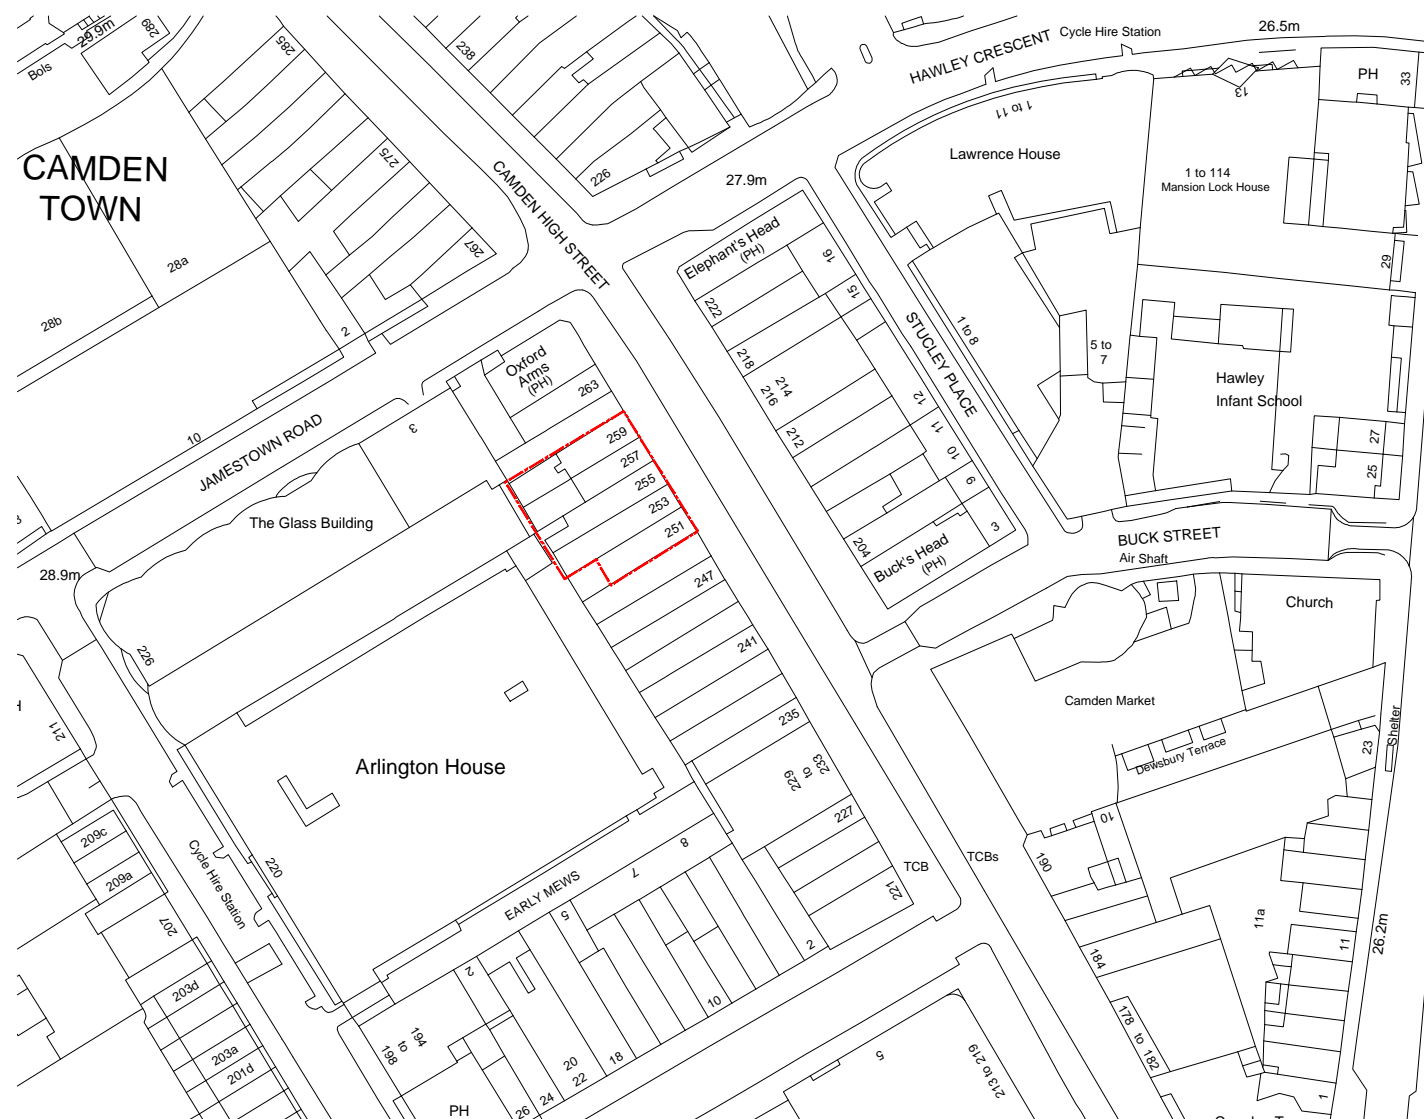 29.9m
289
Bols
285
238
HAWLEY CRESCENT
Cycle Hire Station
26.5m
PH
33
13
1 to 11
Lawrence House
1 to 114
Mansion Lock House
CAMDEN
TOWN
275
226
27.9m
CAMDEN HIGH STREET
267
28a
28b
2
Elephant's Head
(PH)
16
15
222
29
STUCLEY PLACE
1 to 8
5 to
7
218
214
216
212
12
11
10
9
3
Hawley
Infant School
27
25
Oxford
Arms
(PH)
263
259
257
255
253
251
247
241
235
233
to
229
227
221
10
JAMESTOWN ROAD
3
The Glass Building
28.9m
226
204
Buck's Head
(PH)
BUCK STREET
Air Shaft
Church
Camden Market
Dewsbury Terrace
Shelter
23
211
Arlington House
209c
209a
207
Cycle Hire Station
220
EARLY MEWS
8
7
5
2
TCB
TCBs
190
10
11a
11
26.2m
184
178 to 182
203d
203a
201d
198
to
194
2
10
18
20
22
24
26
PH
5
213 to 219
1